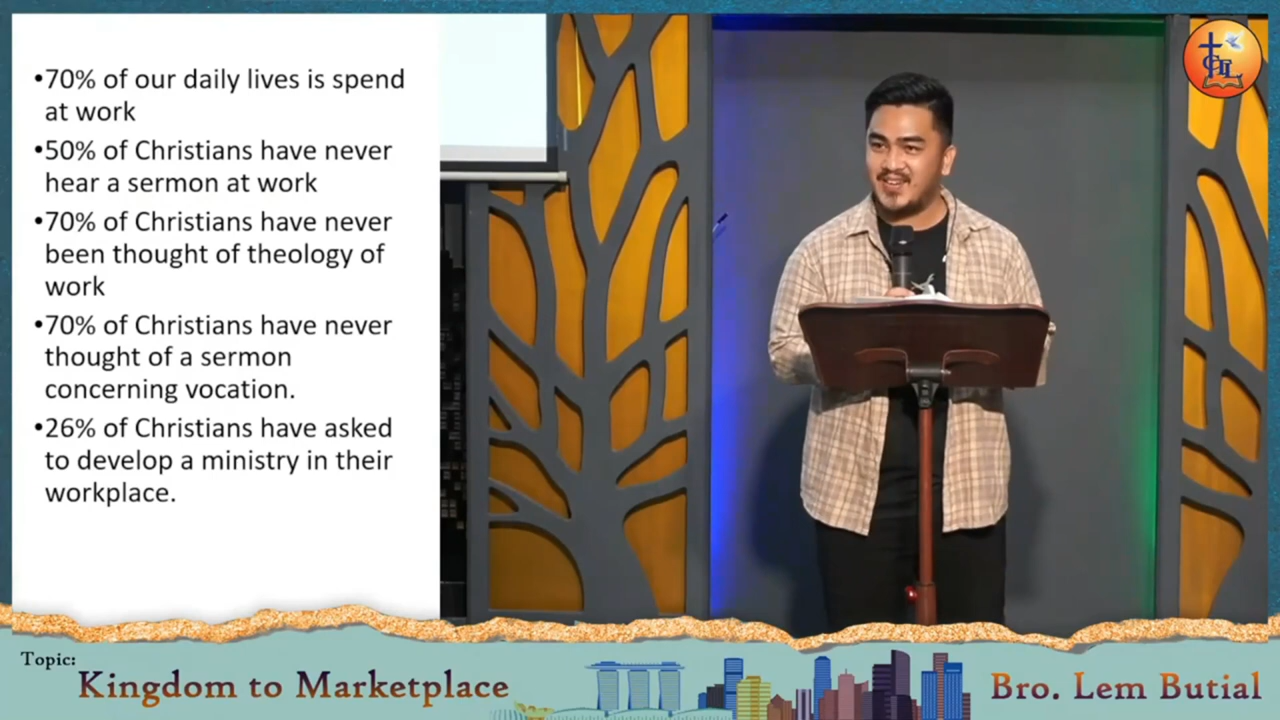 •70% of our daily lives is spend
at work
•50% of Christians have never
hear a sermon at work
•70% of Christians have never
been thought of theology of
work
•70% of Christians have never
thought of a sermon
concerning vocation.
•26% of Christians have asked
to develop a ministry in their
workplace.
Topic:
Kingdom to Marketplace
Bro. Lem Butial